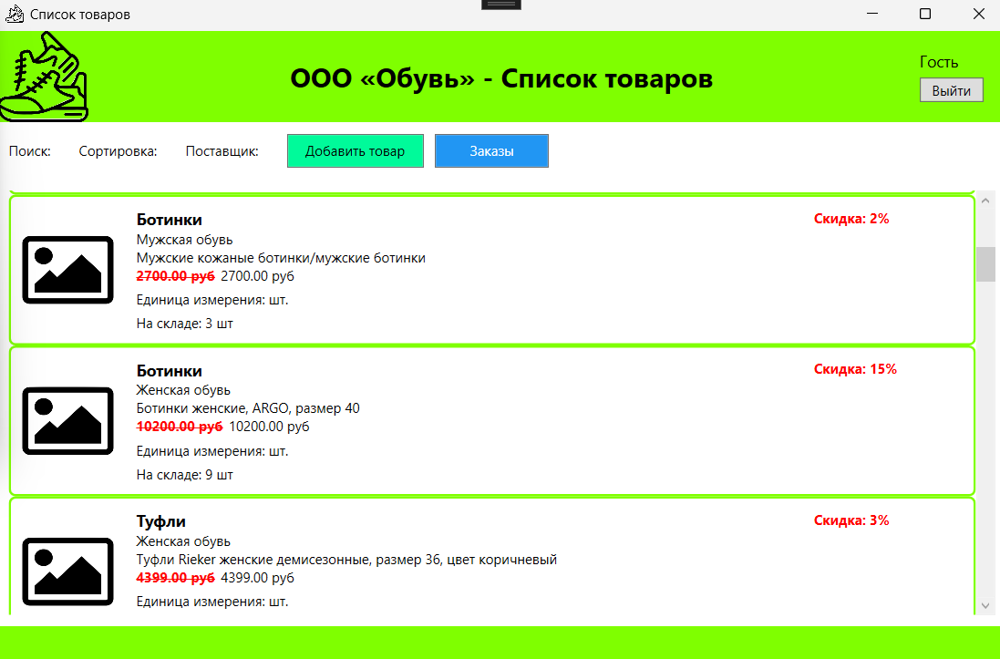 Список товаров
ООО «Обувь» - Список товаров
Гость
Выйти
Поиск: Сортировка: Поставщик: Добавить товар Заказы
Ботинки Скидка: 2%
Мужская обувь
Мужские кожаные ботинки/мужские ботинки
2700.00 руб 2700.00 руб
Единица измерения: шт.
На складе: 3 шт
Ботинки Скидка: 15%
Женская обувь
Ботинки женские, ARGO, размер 40
10200.00 руб 10200.00 руб
Единица измерения: шт.
На складе: 9 шт
Туфли Скидка: 3%
Женская обувь
Туфли Rieker женские демисезонные, размер 36, цвет коричневый
4399.00 руб 4399.00 руб
Единица измерения: шт.